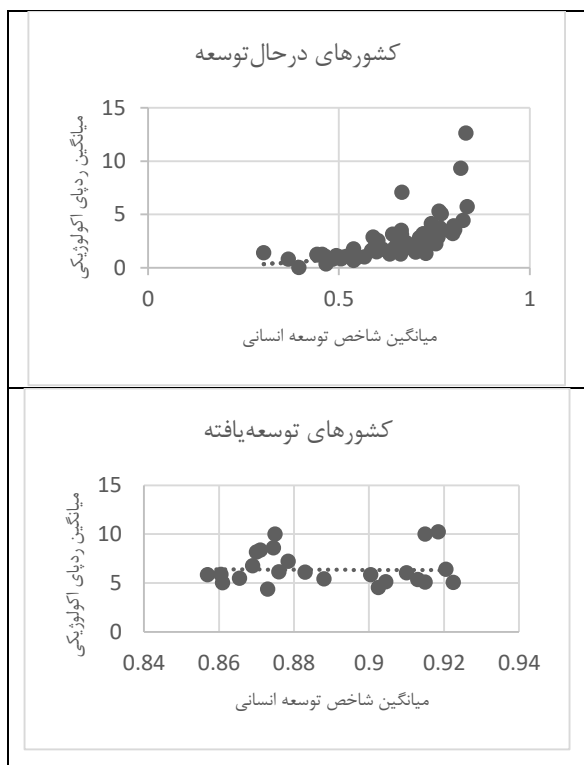 کشورهای درحال‌توسعه
میانگین ردپای اکولوژیکی
15
10
5
0
0 0.5 1
میانگین شاخص توسعه انسانی
کشورهای توسعه‌یافته
میانگین ردپای اکولوژیکی
15
10
5
0
0.84 0.86 0.88 0.9 0.92 0.94
میانگین شاخص توسعه انسانی